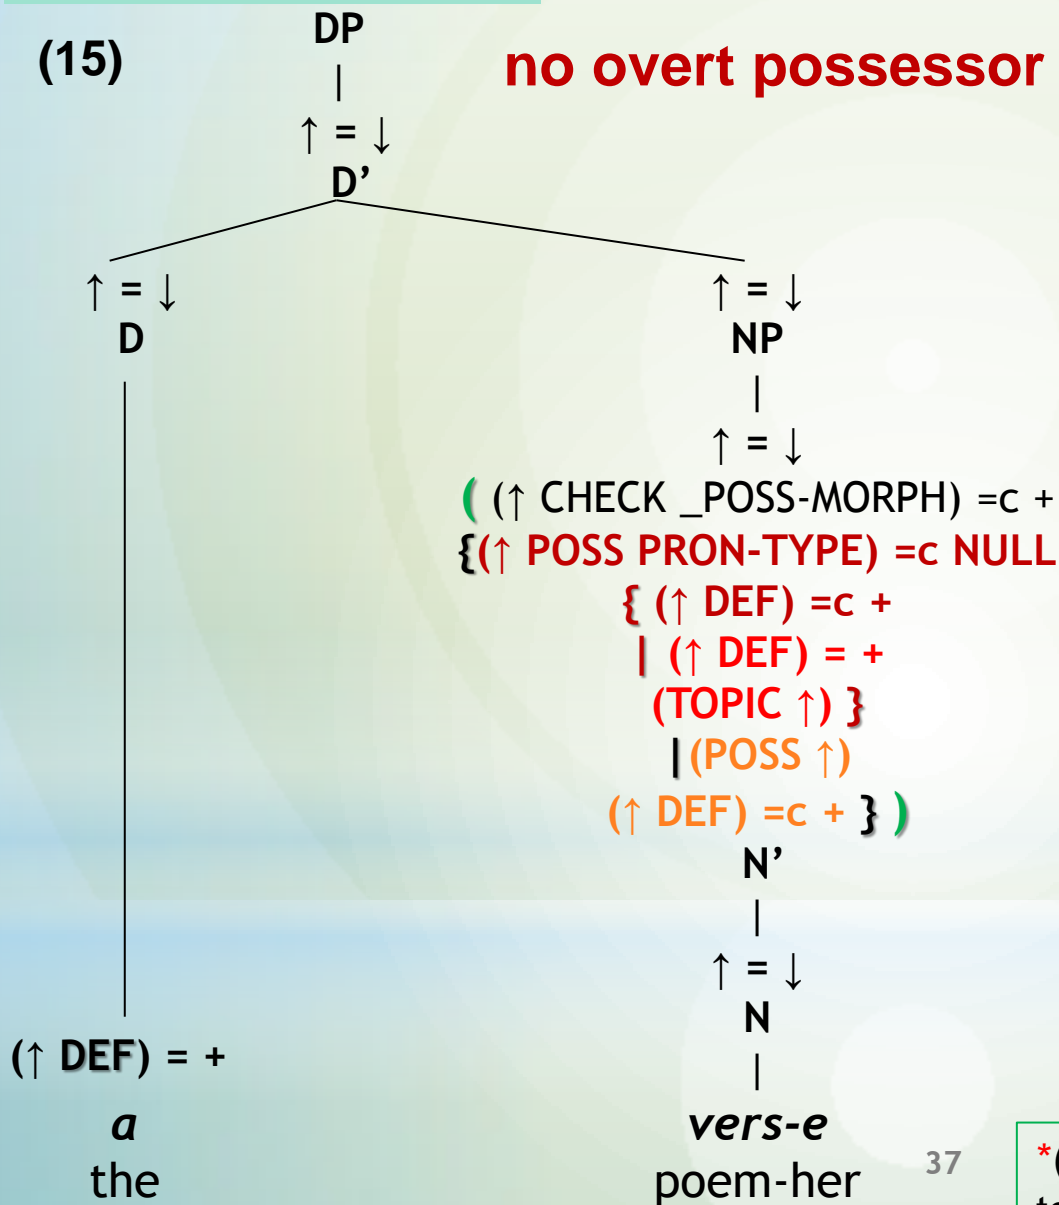 (15)
DP
no overt possessor
|
↑ = ↓
D’
↑ = ↓
↑ = ↓
D
NP
|
↑ = ↓
( (↑ CHECK _POSS-MORPH) =c +
{(↑ POSS PRON-TYPE) =c NULL
{ (↑ DEF) =c +
| (↑ DEF) = +
(TOPIC ↑) }
|(POSS ↑)
(↑ DEF) =c + } )
N’
|
↑ = ↓
N
(↑ DEF) = +
|
a
vers-e
the
poem-her
37
*(